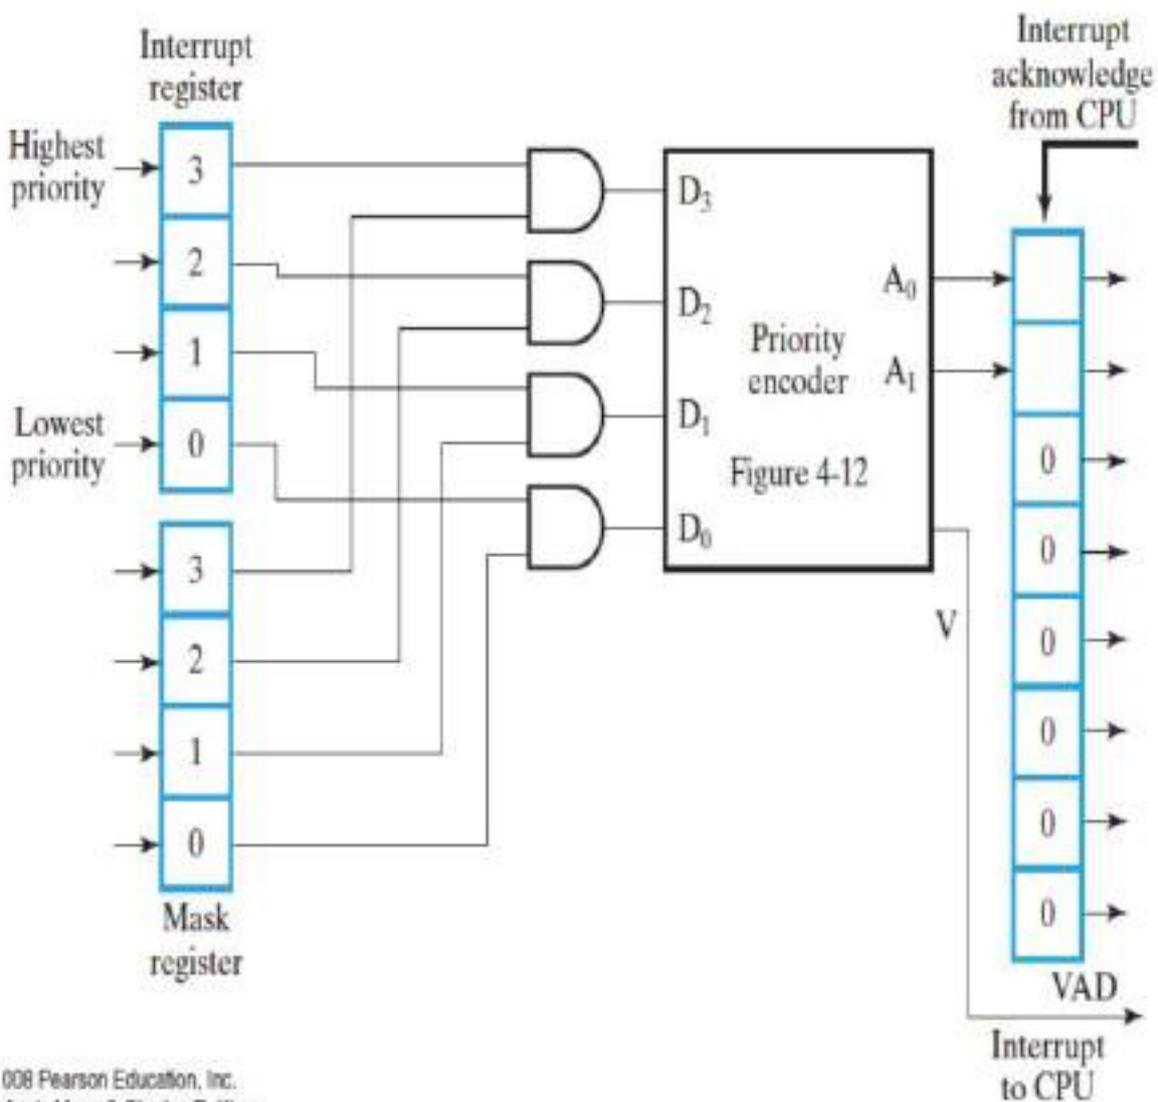 Interrupt
register
Highest
priority
3
2
1
0
Lowest
priority
3
2
1
0
Mask
register
D3
D2
D1
D0
Priority
encoder
Figure 4-12
A0
A1
V
Interrupt
acknowledge
from CPU
0
0
0
0
0
0
VAD
Interrupt
to CPU
008 Pearson Education, Inc.